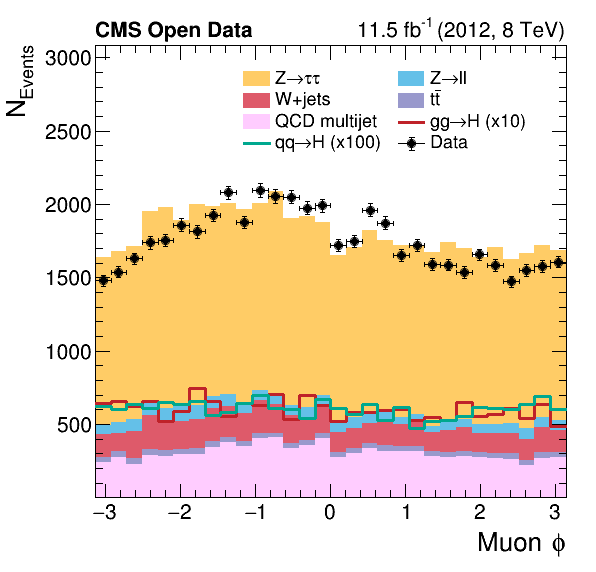 CMS Open Data 11.5 fb⁻¹ (2012, 8 TeV)
N_Events
3000
2500
2000
1500
1000
500
Z→ττ Z→ll
W+jets tt̄
QCD multijet gg→H (x10)
qq→H (x100) Data
−3 −2 −1 0 1 2 3
Muon ϕ